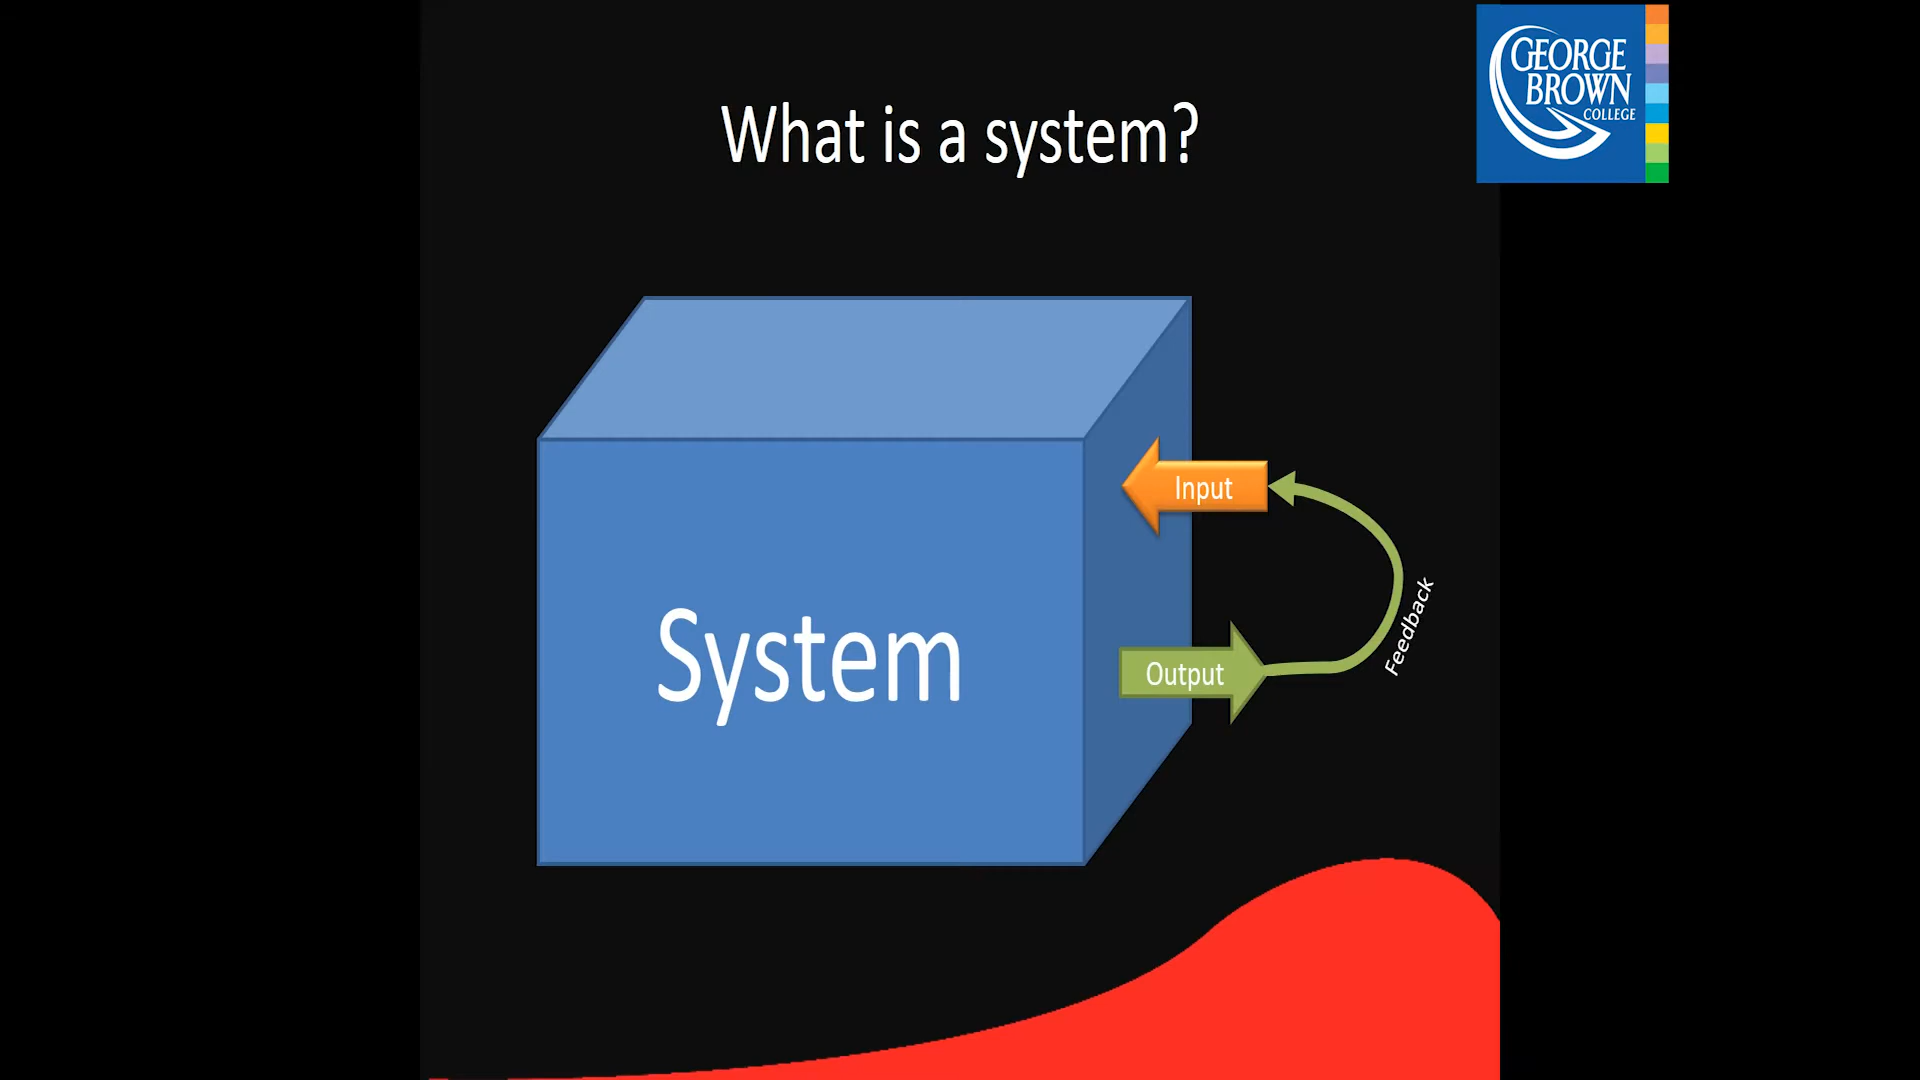 GEORGE
BROWN
COLLEGE
What is a system?
Input
System
Output
Feedback